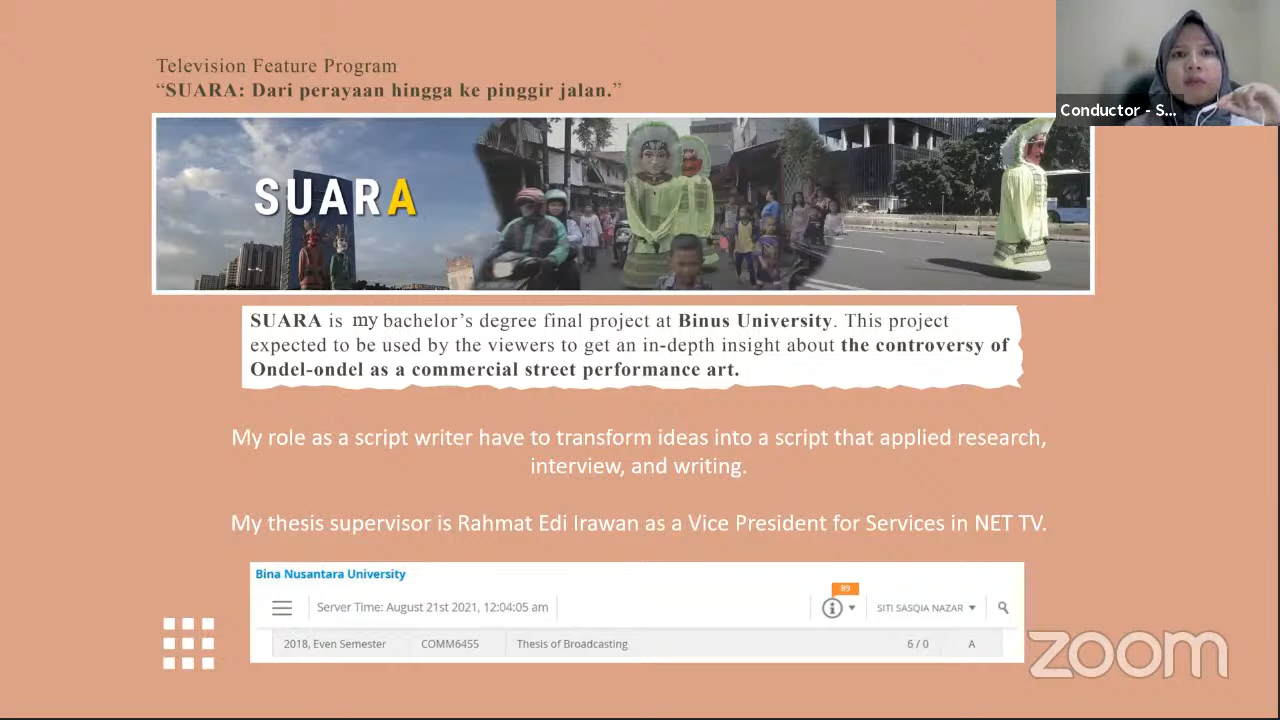 Television Feature Program
“SUARA: Dari perayaan hingga ke pinggir jalan.”
Conductor - S...
SUARA
SUARA is my bachelor’s degree final project at Binus University. This project
expected to be used by the viewers to get an in-depth insight about the controversy of
Ondel-ondel as a commercial street performance art.
My role as a script writer have to transform ideas into a script that applied research,
interview, and writing.
My thesis supervisor is Rahmat Edi Irawan as a Vice President for Services in NET TV.
Bina Nusantara University
89
Server Time: August 21st 2021, 12:04:05 am
SITI SASQIA NAZAR
2018, Even Semester COMM6455 Thesis of Broadcasting 6 / 0 A
zoom